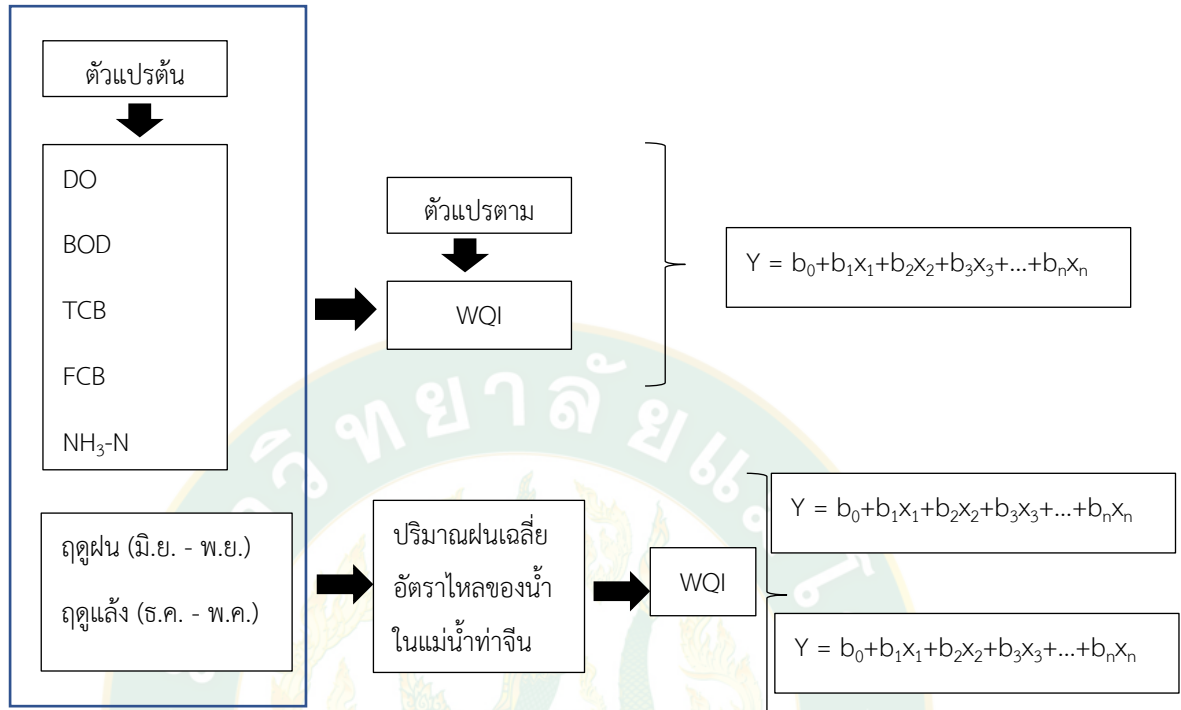 ตัวแปรต้น
DO
BOD
TCB
FCB
NH₃-N
ตัวแปรตาม
WQI
Y = b₀+b₁x₁+b₂x₂+b₃x₃+...+bₙxₙ
ฤดูฝน (มิ.ย. - พ.ย.)
ฤดูแล้ง (ธ.ค. - พ.ค.)
ปริมาณฝนเฉลี่ย
อัตราไหลของน้ำ
ในแม่น้ำท่าจีน
WQI
Y = b₀+b₁x₁+b₂x₂+b₃x₃+...+bₙxₙ
Y = b₀+b₁x₁+b₂x₂+b₃x₃+...+bₙxₙ